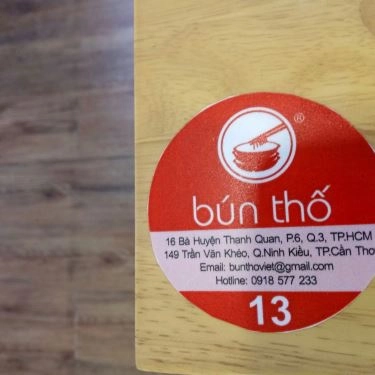 ®
bún thố
16 Bà Huyện Thanh Quan, P.6, Q.3, TP.HCM
149 Trần Văn Khéo, Q.Ninh Kiều, TP.Cần Thơ
Email: bunthoviet@gmail.com
Hotline: 0918 577 233
13